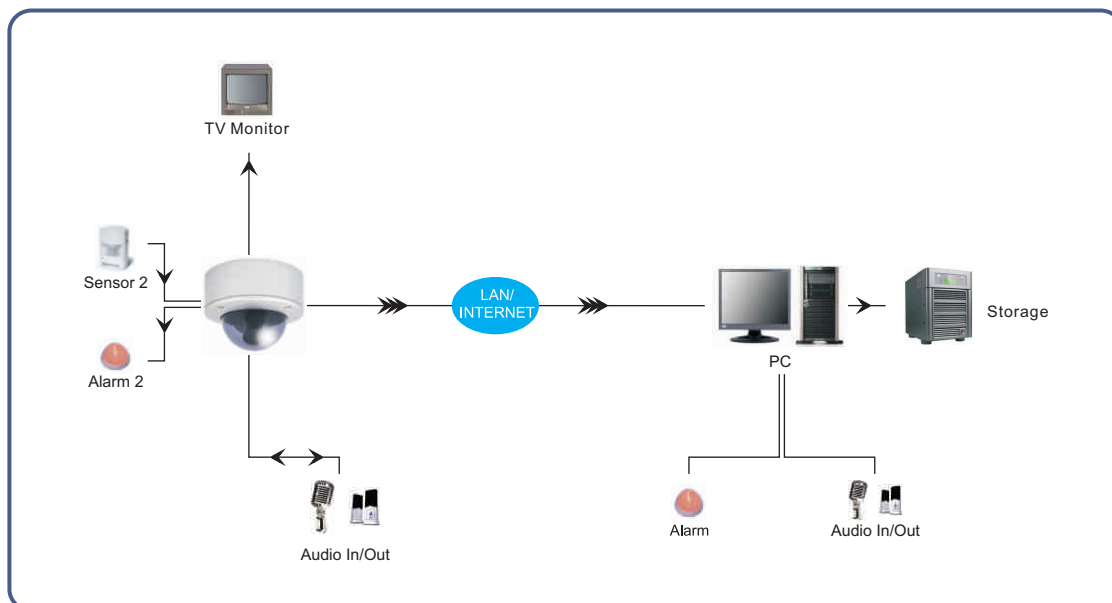 TV Monitor
Sensor 2
Alarm 2
LAN/
INTERNET
PC
Storage
Audio In/Out
Alarm
Audio In/Out